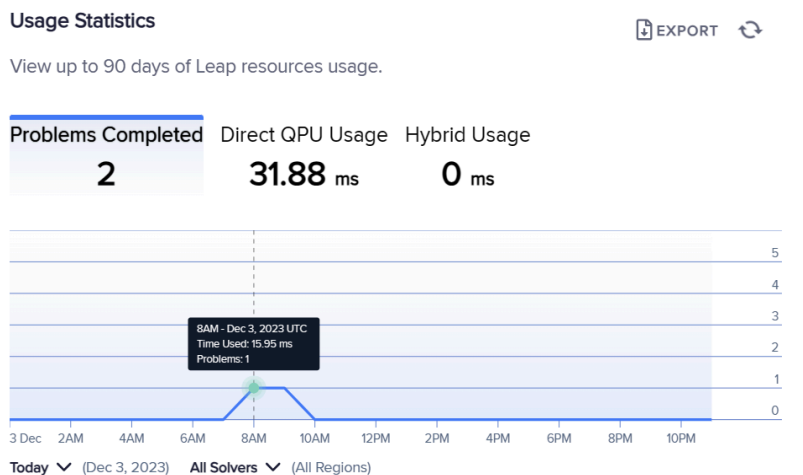 Usage Statistics
EXPORT
View up to 90 days of Leap resources usage.
Problems Completed Direct QPU Usage Hybrid Usage
2 31.88 ms 0 ms
5
4
3
2
1
0
8AM - Dec 3, 2023 UTC
Time Used: 15.95 ms
Problems: 1
3 Dec 2AM 4AM 6AM 8AM 10AM 12PM 2PM 4PM 6PM 8PM 10PM
Today (Dec 3, 2023) All Solvers (All Regions)